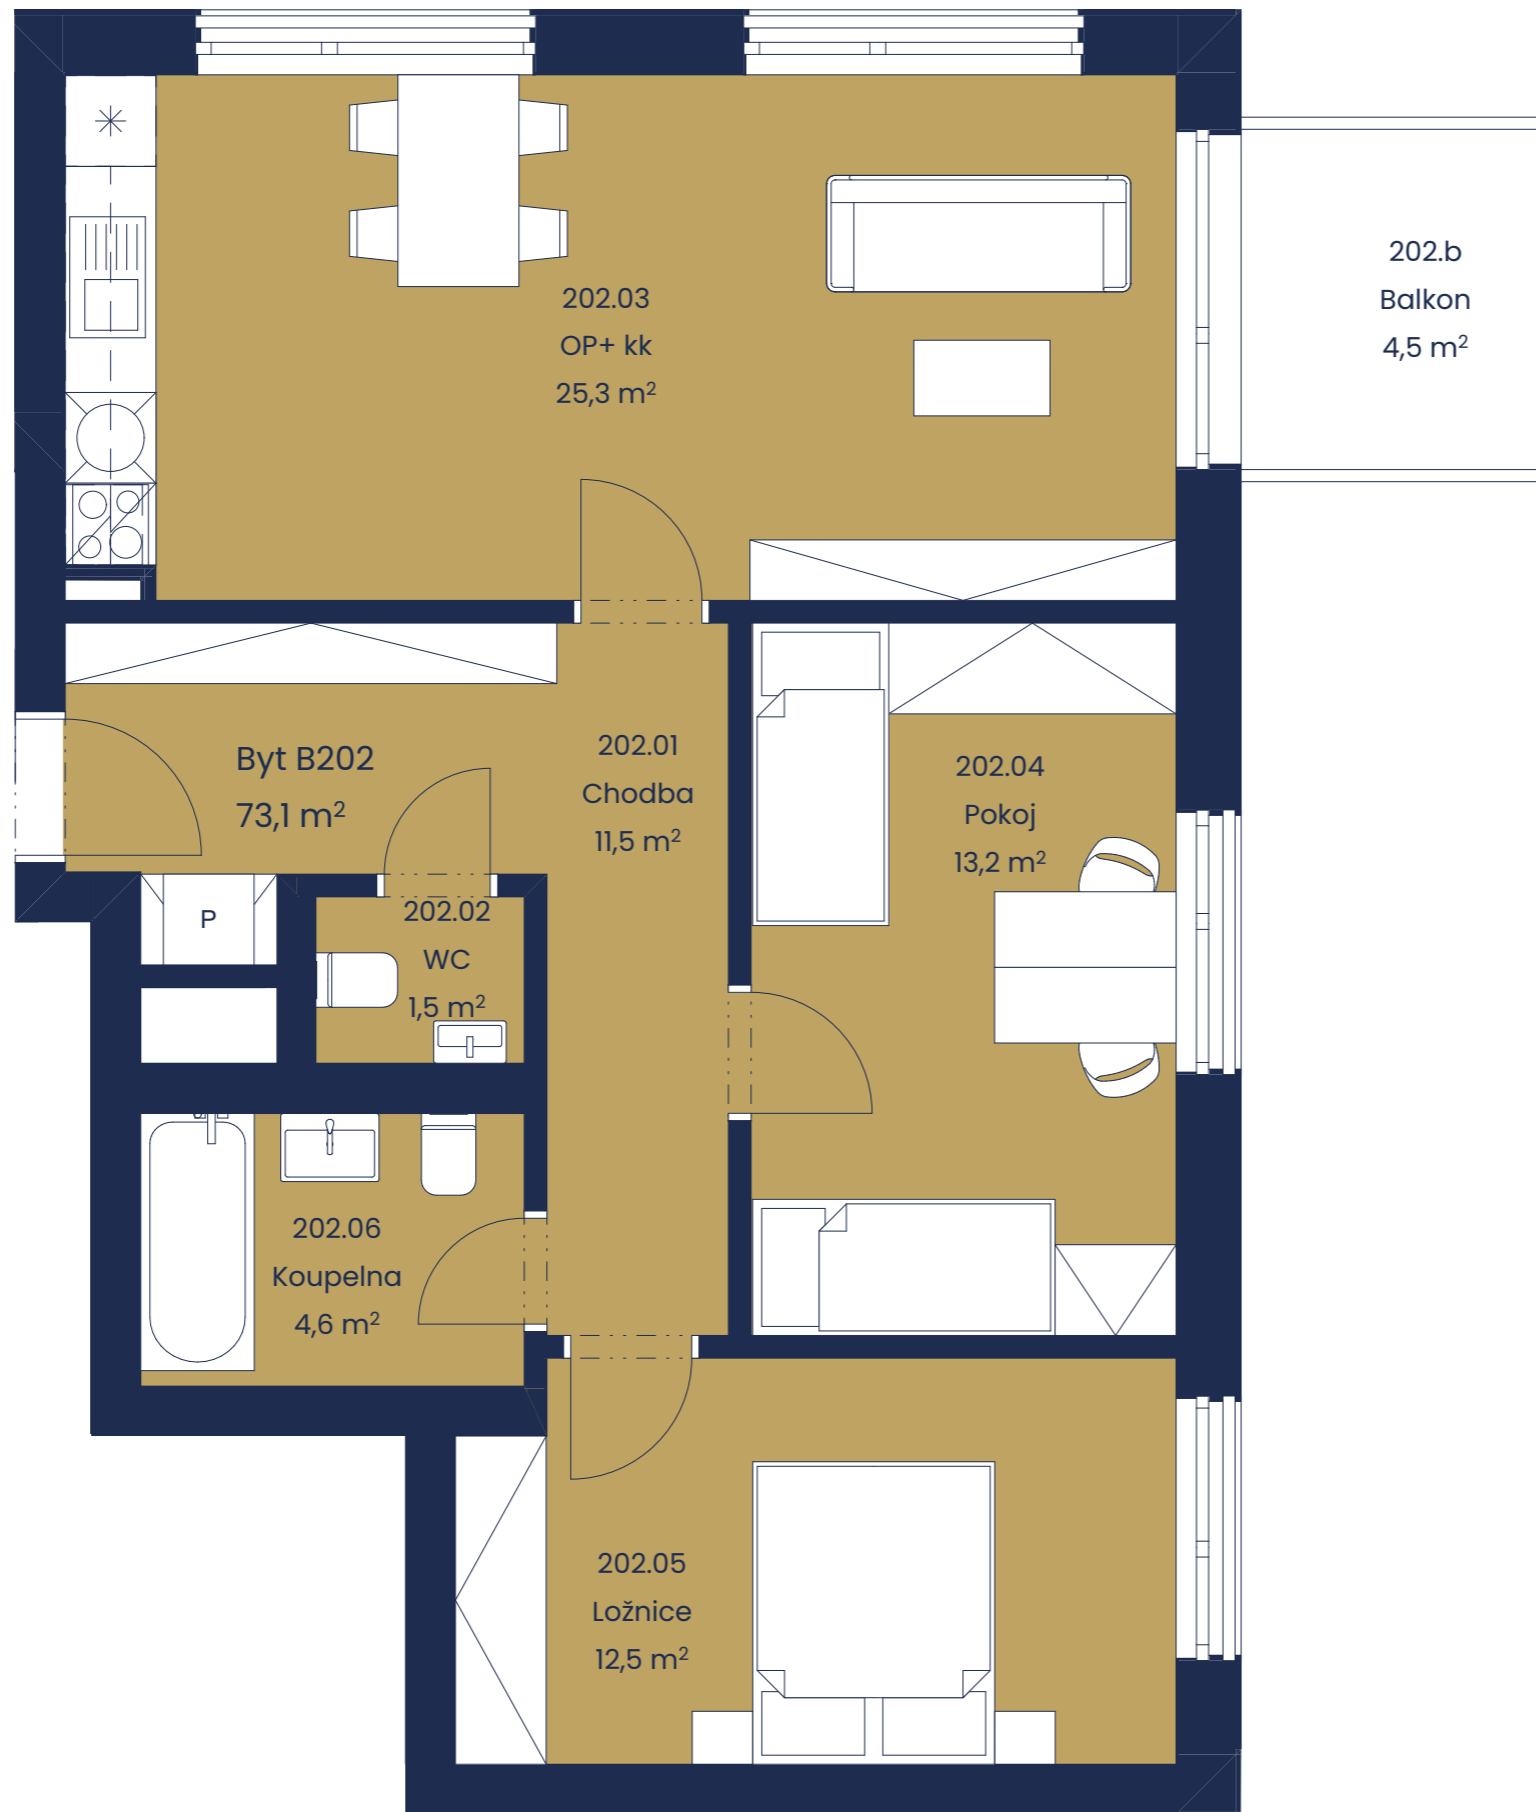 202.03
OP+ kk
25,3 m²
202.b
Balkon
4,5 m²
Byt B202
73,1 m²
202.01
Chodba
11,5 m²
202.04
Pokoj
13,2 m²
P
202.02
WC
1,5 m²
202.06
Koupelna
4,6 m²
202.05
Ložnice
12,5 m²